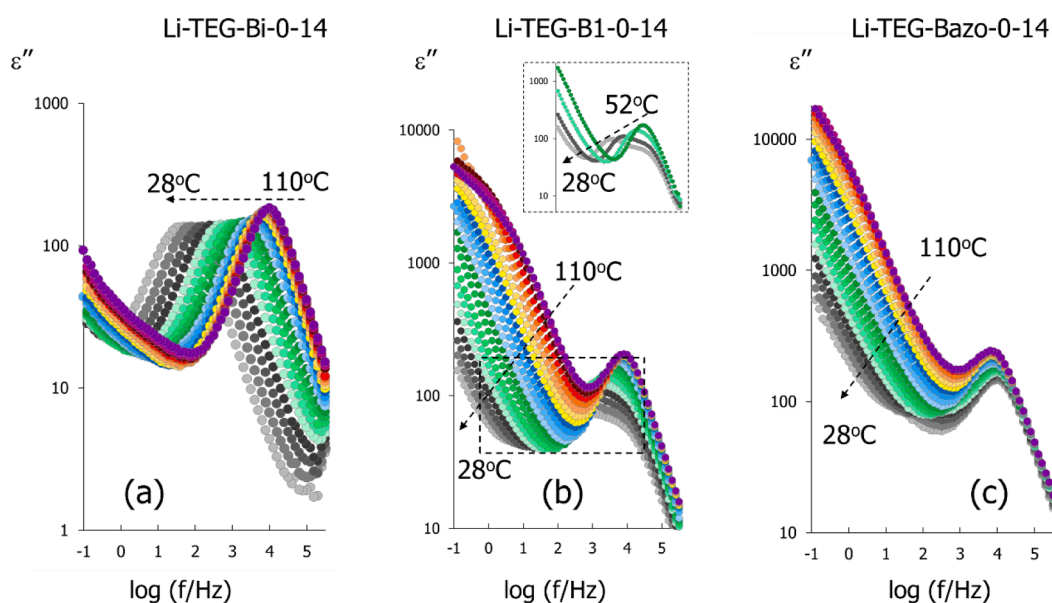 Li-TEG-Bi-0-14
ε″
1000
100
10
1
28°C
110°C
(a)
-1 0 1 2 3 4 5
log (f/Hz)
Li-TEG-B1-0-14
ε″
10000
1000
100
10
1000
100
10
52°C
28°C
110°C
28°C
(b)
-1 0 1 2 3 4 5
log (f/Hz)
Li-TEG-Bazo-0-14
ε″
10000
1000
100
10
110°C
28°C
(c)
-1 0 1 2 3 4 5
log (f/Hz)